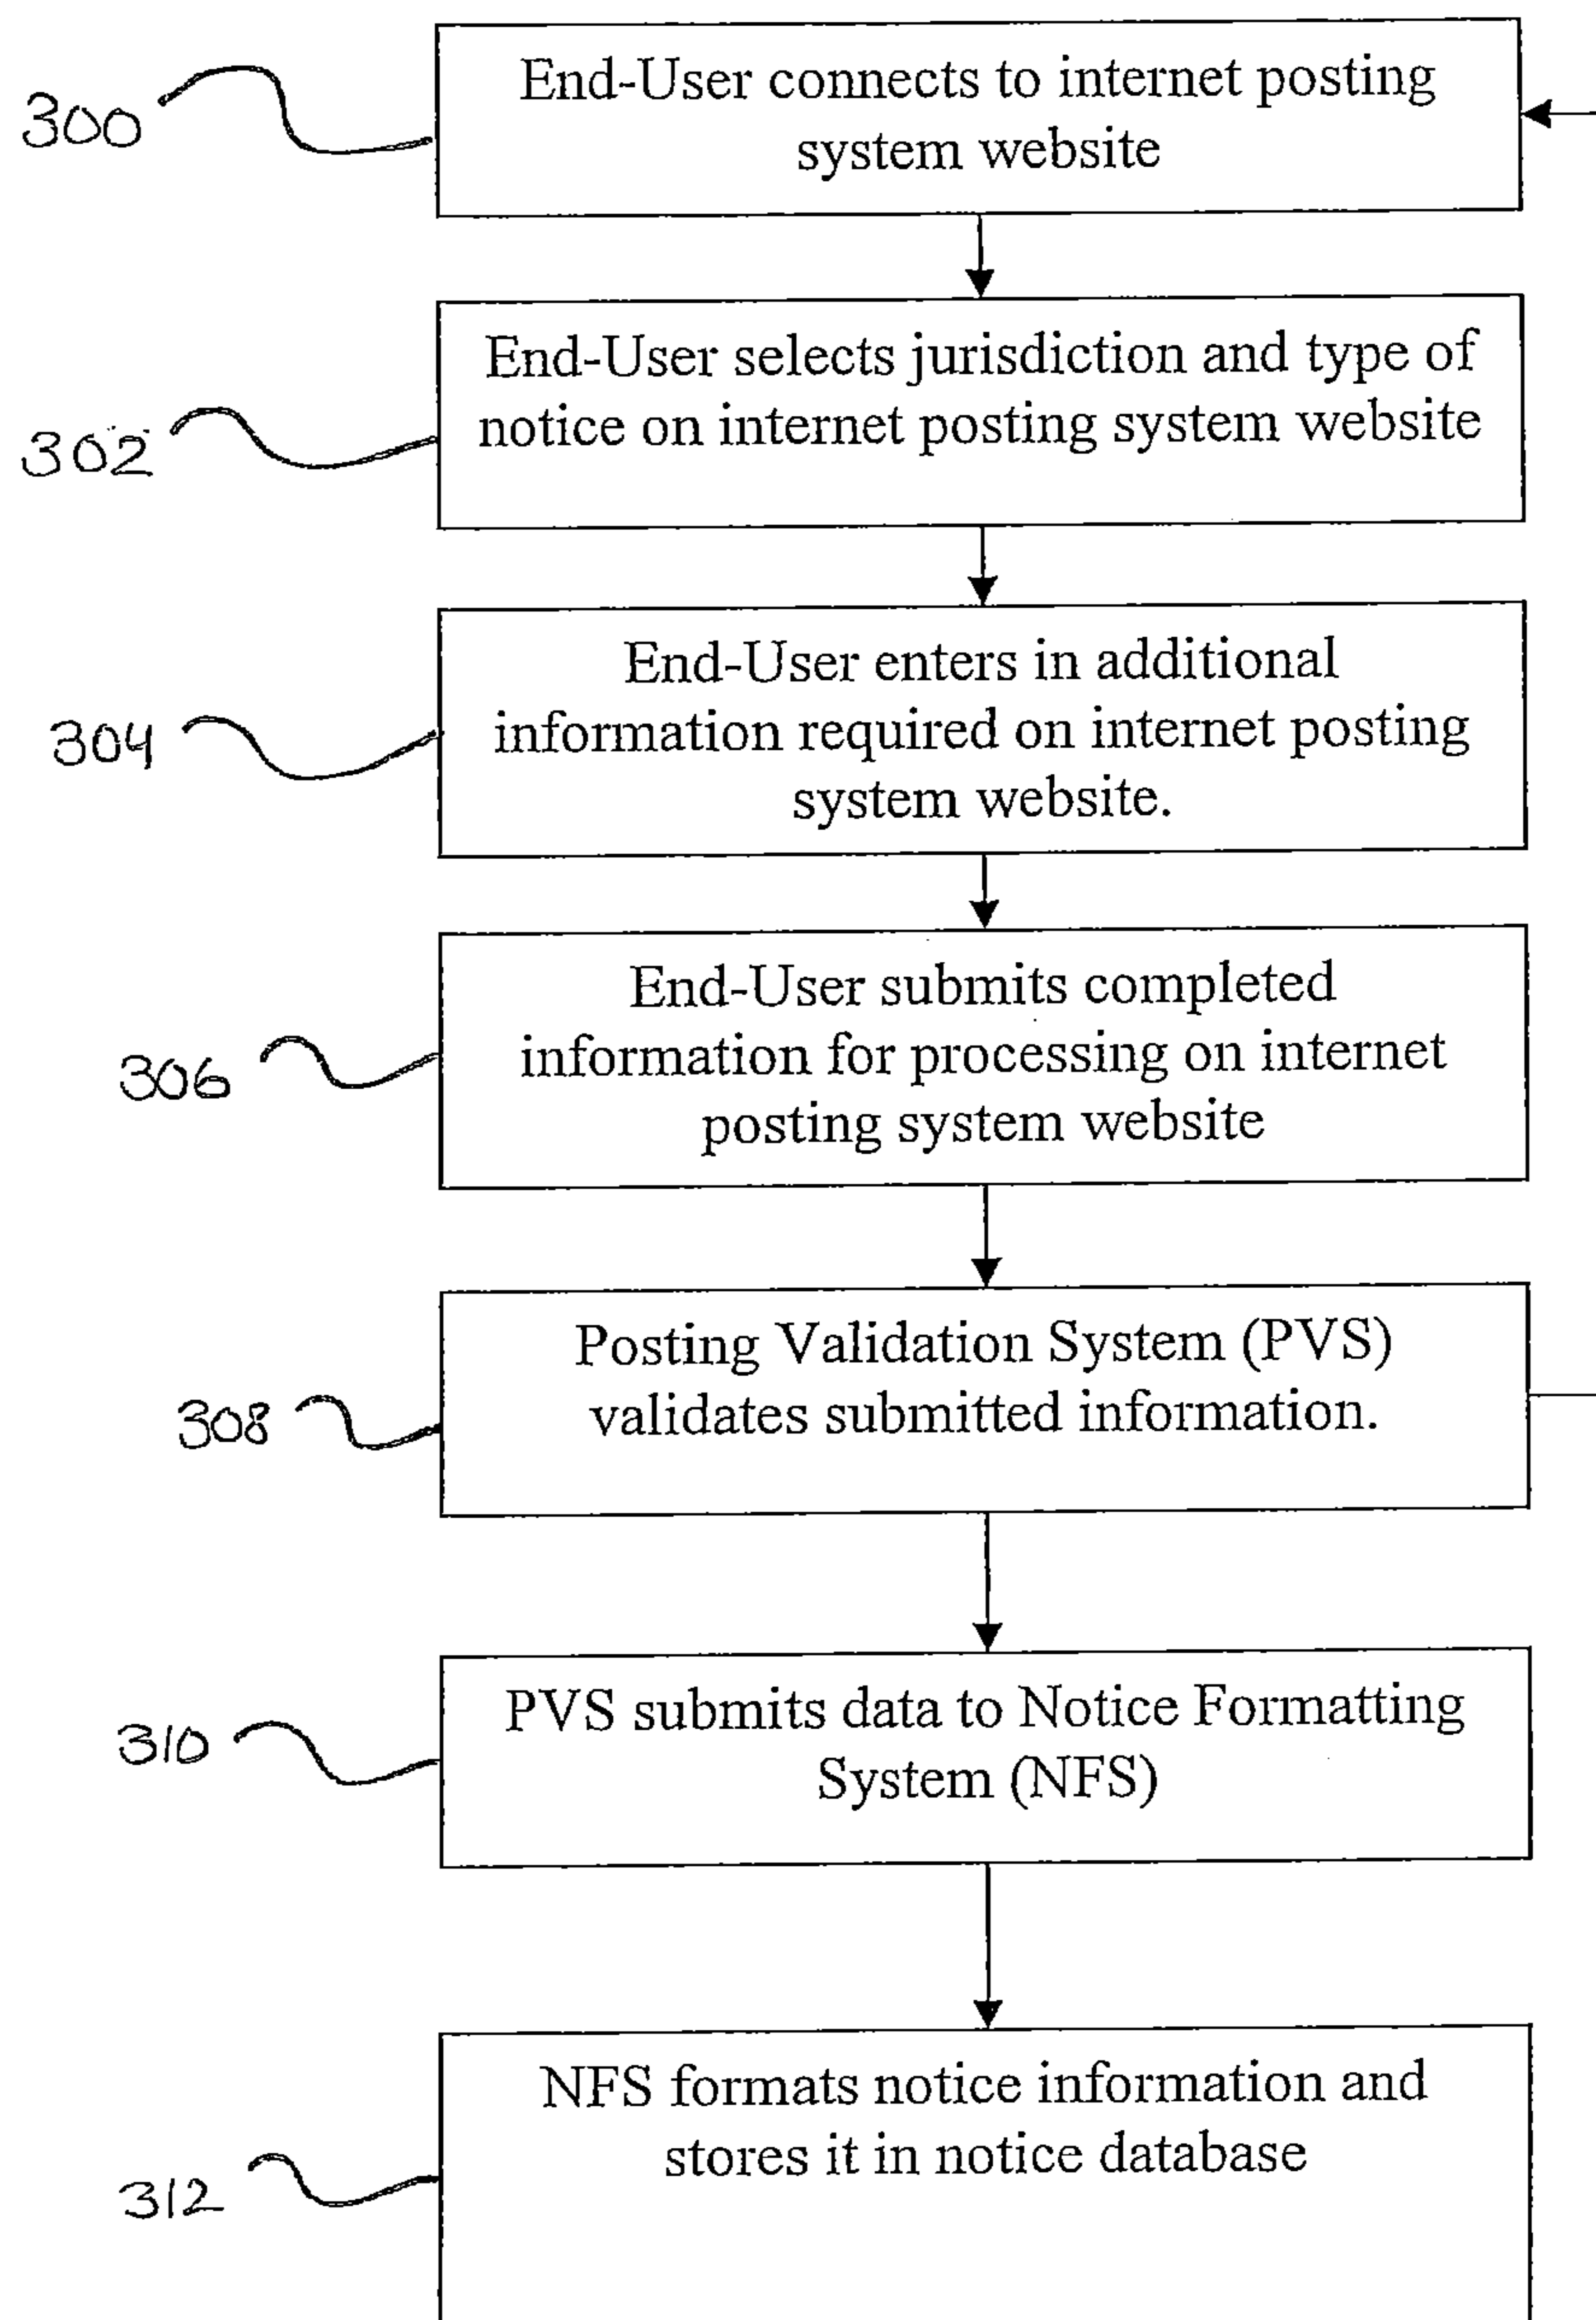 300
End-User connects to internet posting
system website
302
End-User selects jurisdiction and type of
notice on internet posting system website
304
End-User enters in additional
information required on internet posting
system website.
306
End-User submits completed
information for processing on internet
posting system website
308
Posting Validation System (PVS)
validates submitted information.
310
PVS submits data to Notice Formatting
System (NFS)
312
NFS formats notice information and
stores it in notice database